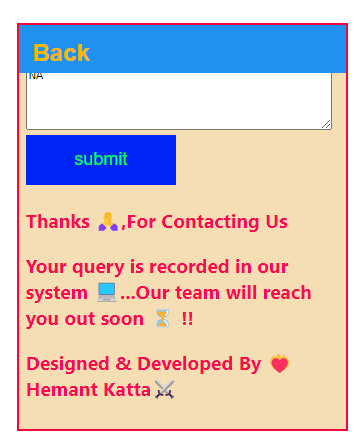 Back
NA
submit
Thanks 🙏,For Contacting Us
Your query is recorded in our
system 💻...Our team will reach
you out soon ⏳ !!
Designed & Developed By 💝
Hemant Katta⚔️